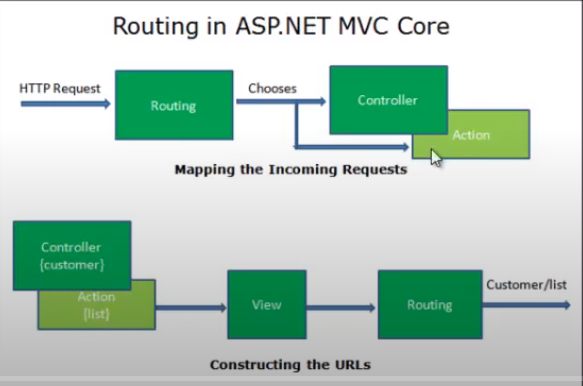 Routing in ASP.NET MVC Core
HTTP Request
Routing
Chooses
Controller
Action
Mapping the Incoming Requests
Controller
{customer}
Action
{list}
View
Routing
Customer/list
Constructing the URLs